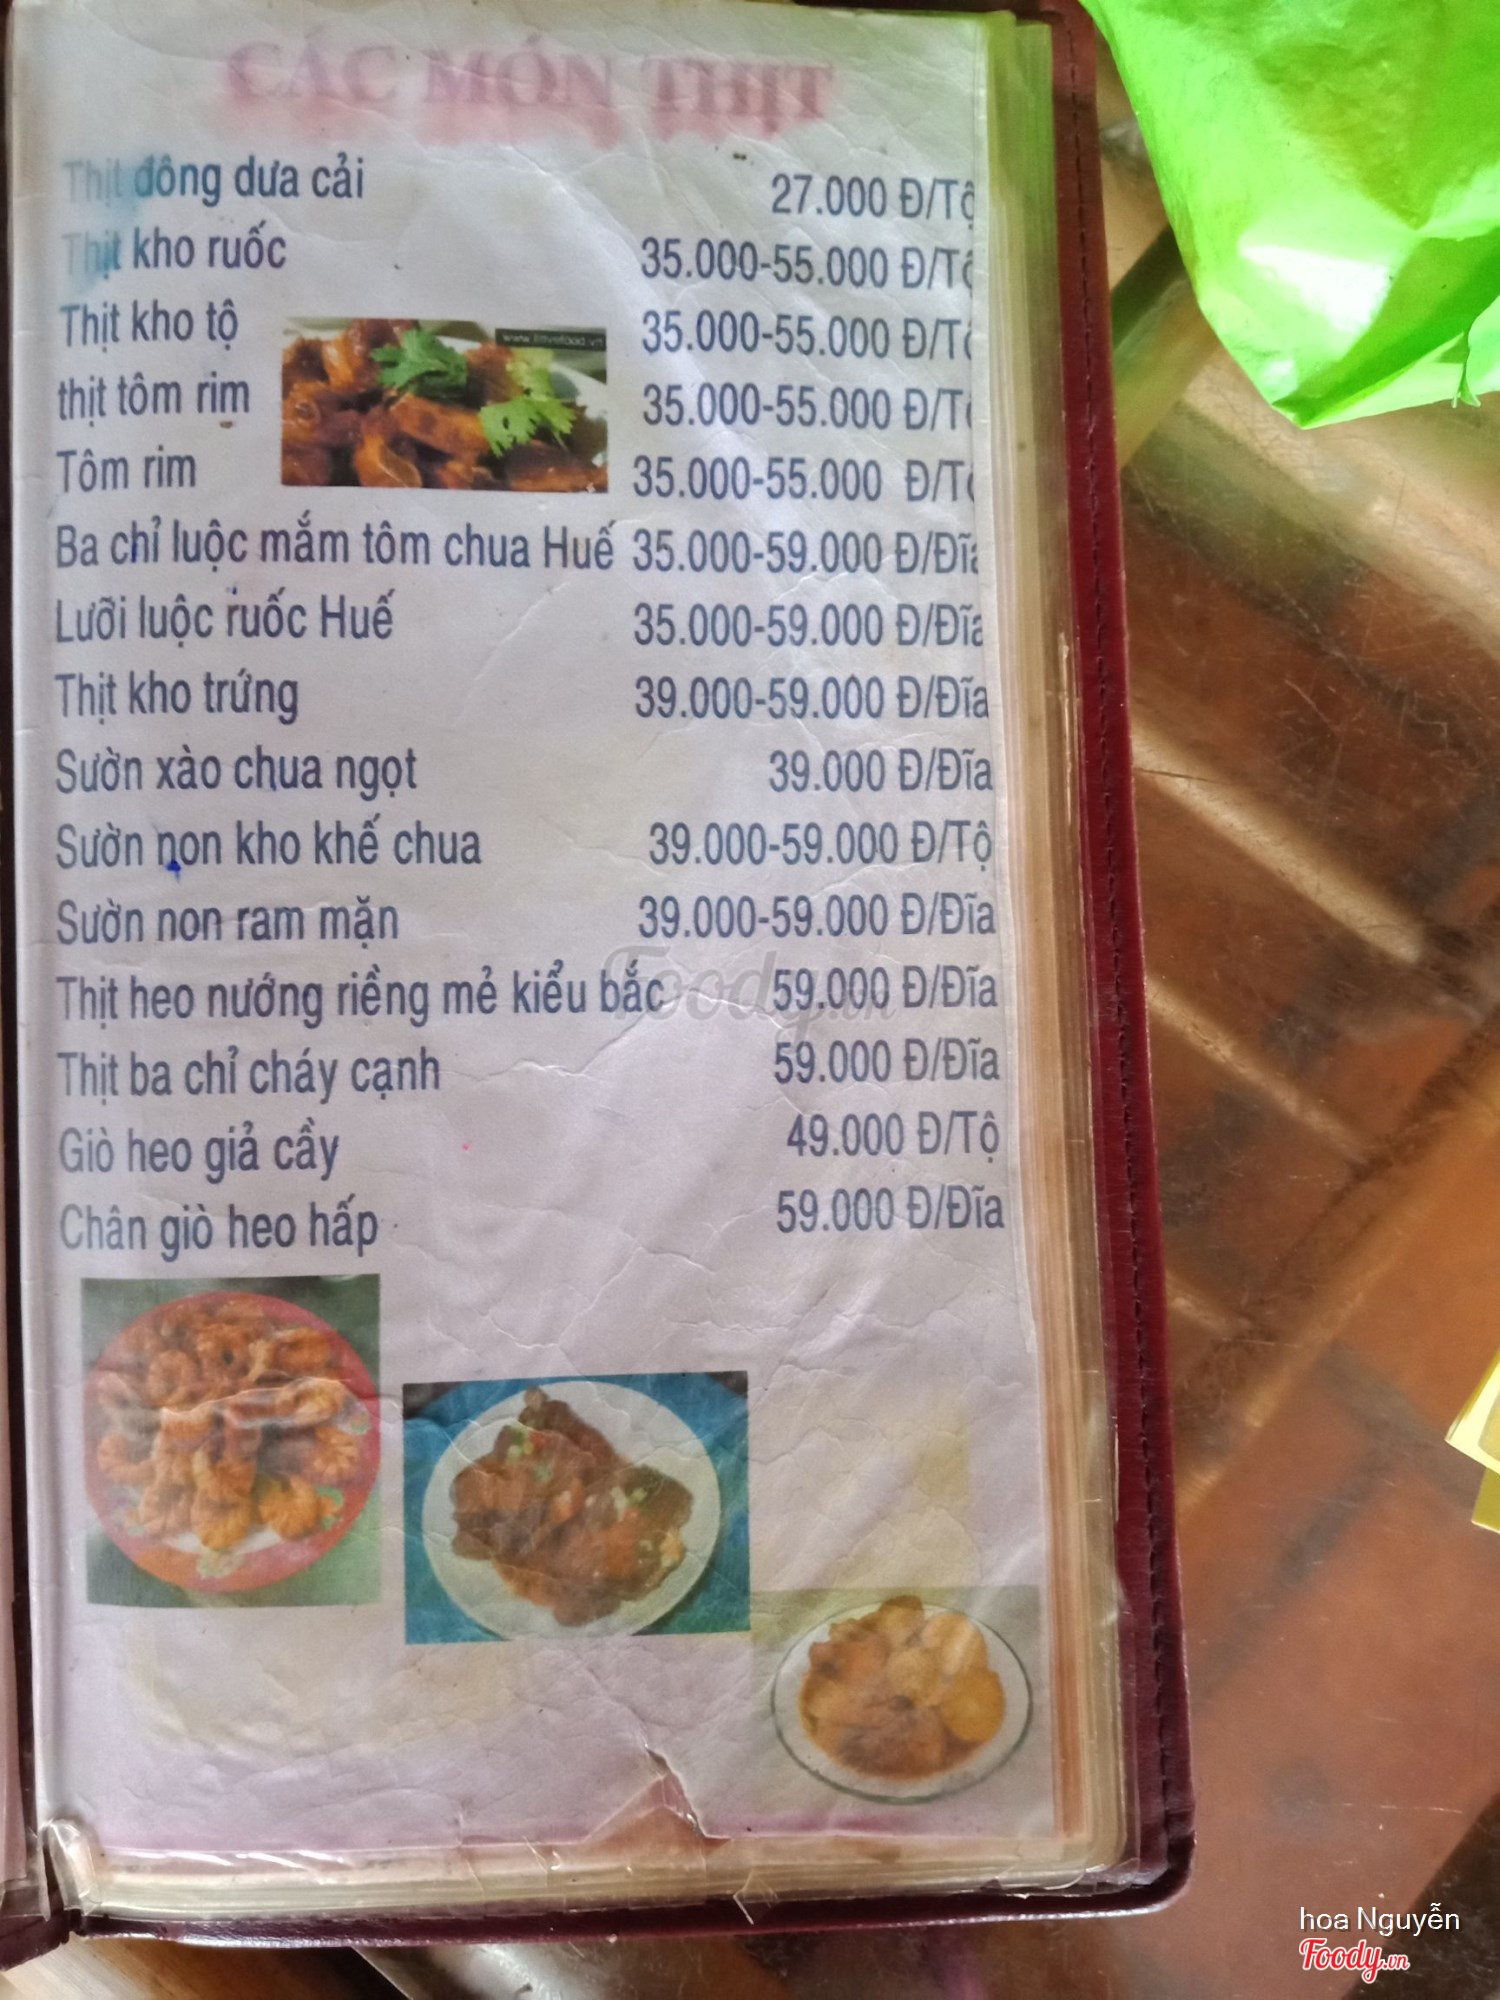 CÁC MÓN THỊT
Thịt đông dưa cải 27.000 Đ/Tộ
Thịt kho ruốc 35.000-55.000 Đ/Tộ
Thịt kho tộ 35.000-55.000 Đ/Tộ
www.ilovefood.vn
thịt tôm rim 35.000-55.000 Đ/Tộ
Tôm rim 35.000-55.000 Đ/Tộ
Ba chỉ luộc mắm tôm chua Huế 35.000-59.000 Đ/Đĩa
Lưỡi luộc ruốc Huế 35.000-59.000 Đ/Đĩa
Thịt kho trứng 39.000-59.000 Đ/Đĩa
Sườn xào chua ngọt 39.000 Đ/Đĩa
Sườn non kho khế chua 39.000-59.000 Đ/Tộ
Sườn non ram mặn 39.000-59.000 Đ/Đĩa
Thịt heo nướng riềng mẻ kiểu bắc 59.000 Đ/Đĩa
Foody.vn
Thịt ba chỉ cháy cạnh 59.000 Đ/Đĩa
Giò heo giả cầy 49.000 Đ/Tộ
Chân giò heo hấp 59.000 Đ/Đĩa
hoa Nguyễn
Foody.vn